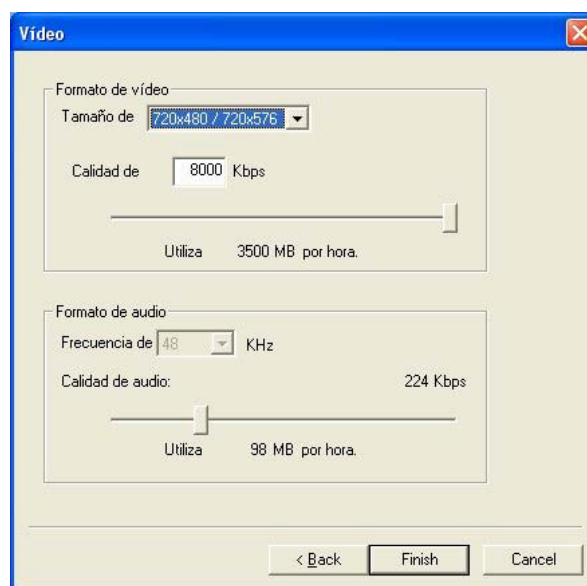 Vídeo
Formato de vídeo
Tamaño de 720x480 / 720x576
Calidad de 8000 Kbps
Utiliza 3500 MB por hora.
Formato de audio
Frecuencia de 48 KHz
Calidad de audio: 224 Kbps
Utiliza 98 MB por hora.
< Back Finish Cancel